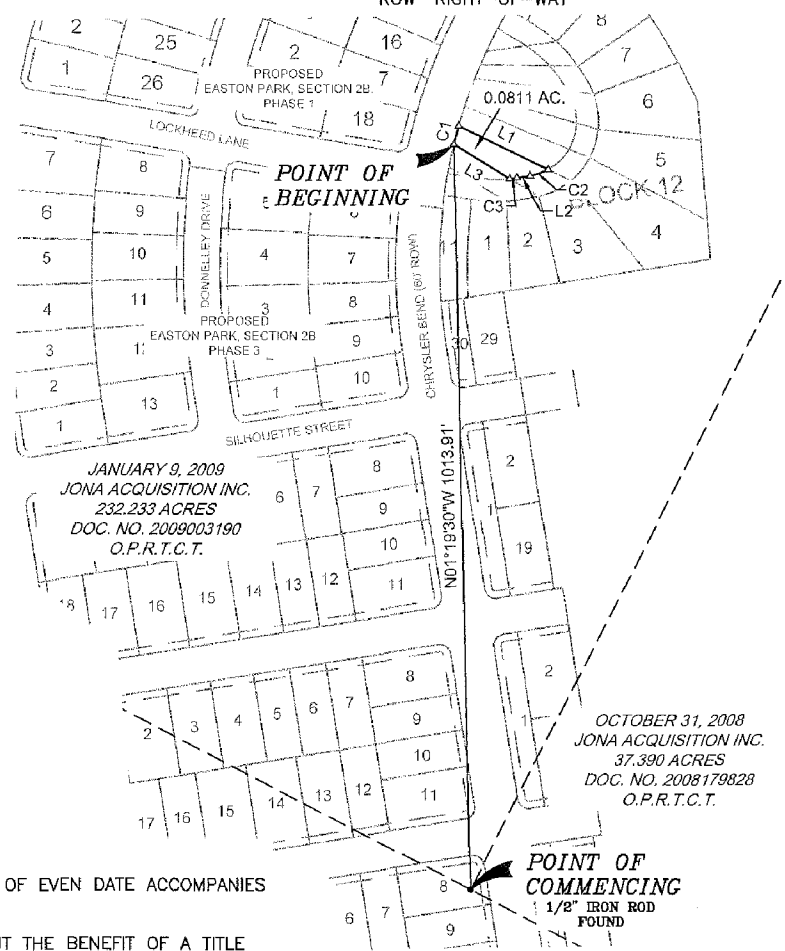 ROW RIGHT-OF-WAY
2
25
1
26
2
16
7
18
PROPOSED
EASTON PARK, SECTION 2B,
PHASE 1
8
7
6
5
4
3
2
1
11
BLOCK 12
0.0811 AC.
C1
L1
L3
C3
C2
L2
LOCKHEED LANE
POINT OF
BEGINNING
7
8
6
9
5
10
4
11
3
2
1
13
DONNELLEY DRIVE
4
7
3
8
9
1
10
PROPOSED
EASTON PARK, SECTION 2B
PHASE 3
CHRYSLER BEND (60' ROW)
30
29
SILHOUETTE STREET
JANUARY 9, 2009
JONA ACQUISITION INC.
232.233 ACRES
DOC. NO. 2009003190
O.P.R.T.C.T.
6
7
8
9
10
11
18
17
16
15
14
13
12
N01°19'30"W 1013.91'
2
1
19
2
3
4
5
6
7
8
9
10
11
17
16
15
14
13
12
2
1
OCTOBER 31, 2008
JONA ACQUISITION INC.
37.390 ACRES
DOC. NO. 2008179828
O.P.R.T.C.T.
POINT OF
COMMENCING
1/2" IRON ROD
FOUND
6
7
8
9
OF EVEN DATE ACCOMPANIES
THE BENEFIT OF A TITLE